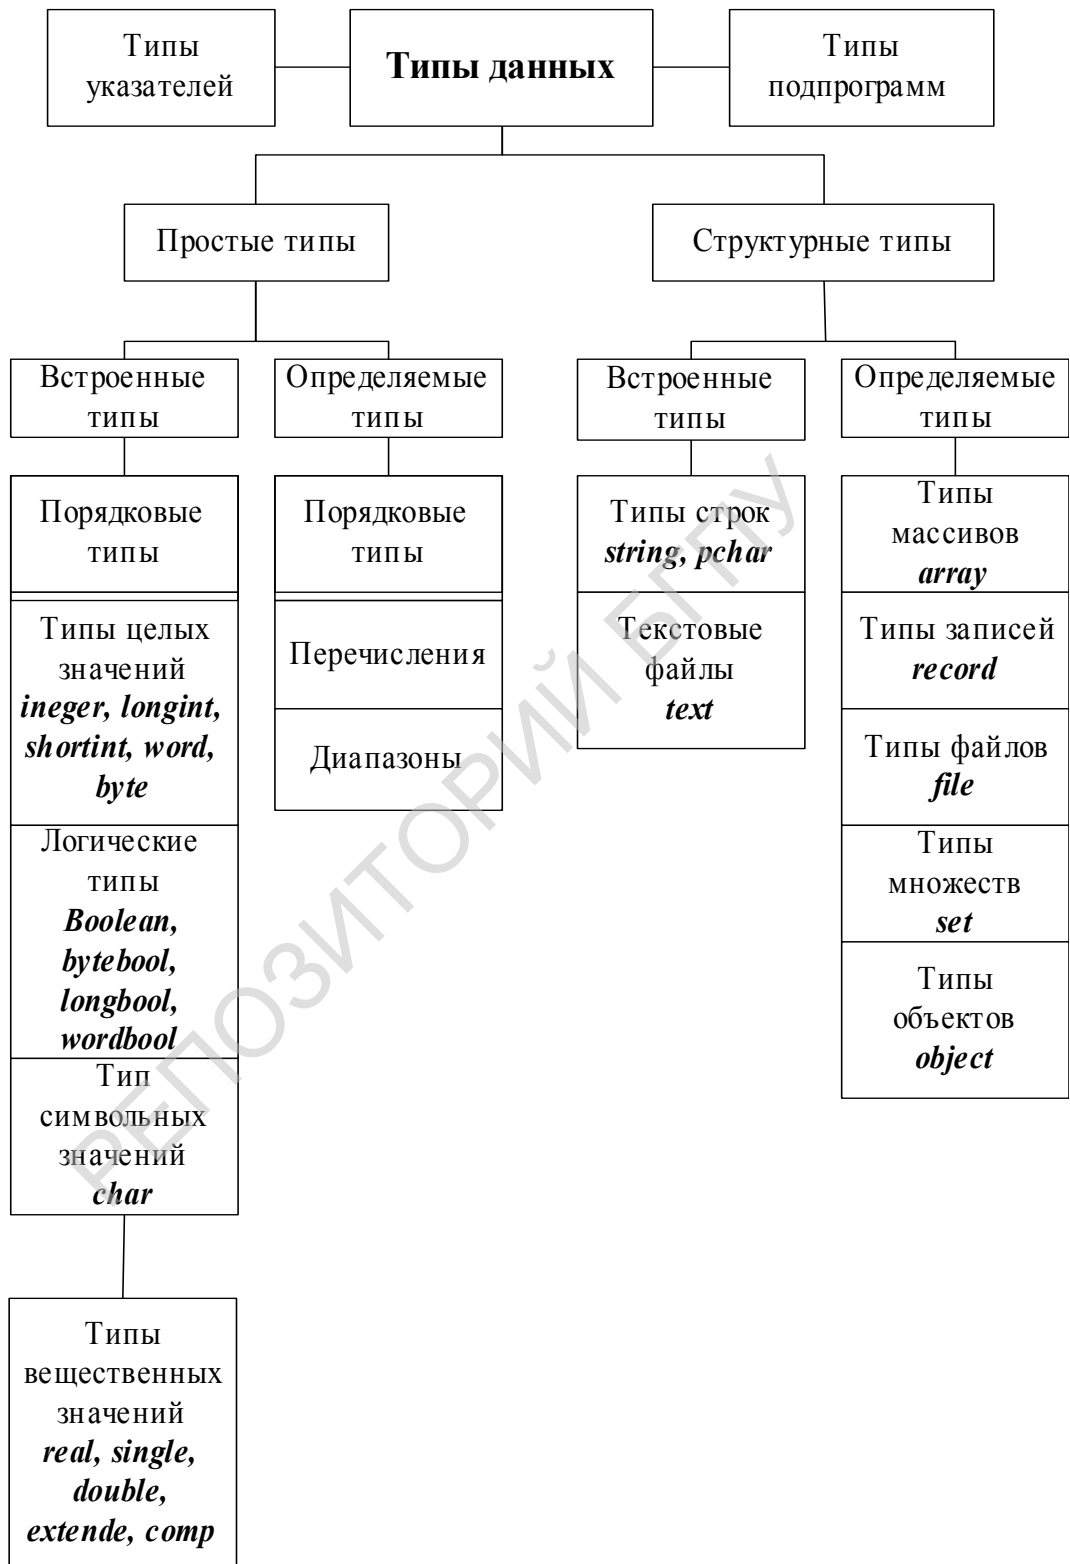 Типы
указателей
Типы данных
Типы
подпрограмм
Простые типы
Структурные типы
Встроенные
типы
Определяемые
типы
Встроенные
типы
Определяемые
типы
Порядковые
типы
Типы целых
значений
ineger, longint,
shortint, word,
byte
Логические
типы
Boolean,
bytebool,
longbool,
wordbool
Тип
символьных
значений
char
Типы
вещественных
значений
real, single,
double,
extende, comp
Порядковые
типы
Перечисления
Диапазоны
Типы строк
string, pchar
Текстовые
файлы
text
Типы
массивов
array
Типы записей
record
Типы файлов
file
Типы
множеств
set
Типы
объектов
object
РЕПОЗИТОРИЙ БГПУ